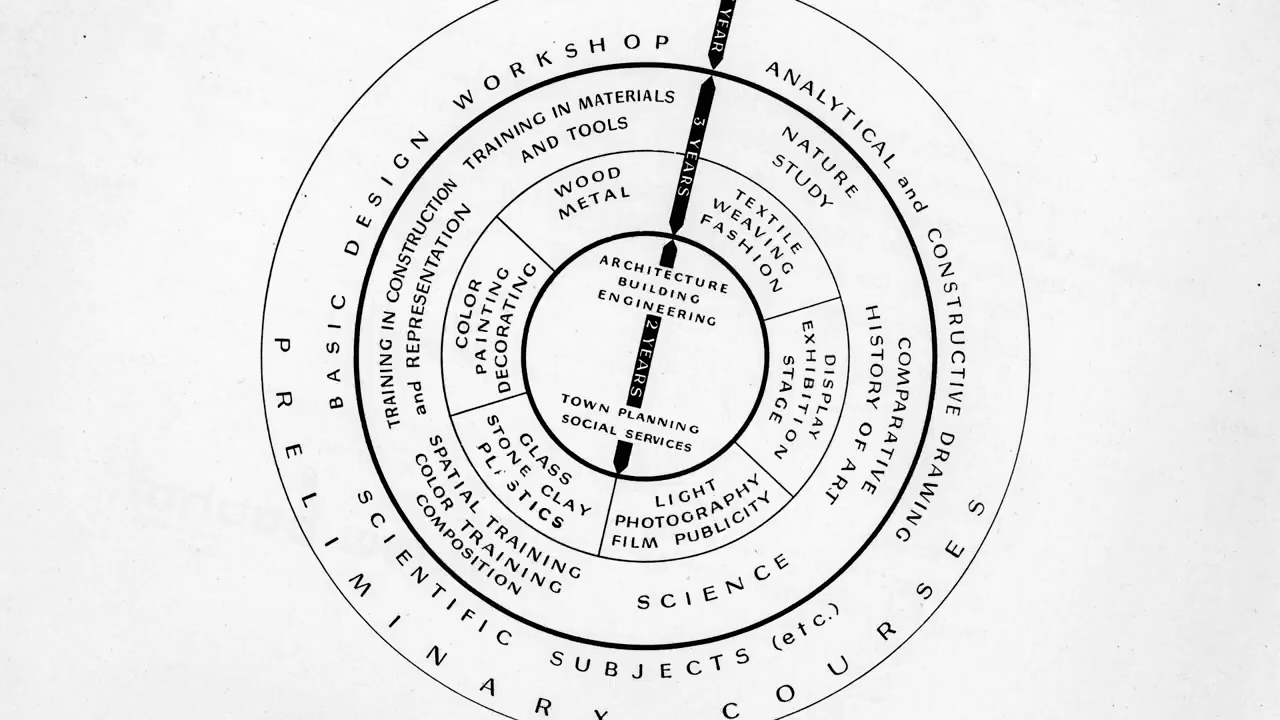 YEAR
BASIC DESIGN WORKSHOP
ANALYTICAL and CONSTRUCTIVE DRAWING
SCIENTIFIC SUBJECTS (etc.)
PRELIMINARY COURSES
3 YEARS
TRAINING IN MATERIALS
AND TOOLS
NATURE
STUDY
TRAINING IN CONSTRUCTION
and REPRESENTATION
COMPARATIVE
HISTORY OF ART
SPATIAL TRAINING
COLOR TRAINING
COMPOSITION
SCIENCE
WOOD
METAL
TEXTILE
WEAVING
FASHION
COLOR
PAINTING
DECORATING
DISPLAY
EXHIBITION
STAGE
GLASS
STONE CLAY
PLASTICS
LIGHT
PHOTOGRAPHY
FILM PUBLICITY
ARCHITECTURE
BUILDING
ENGINEERING
2 YEARS
TOWN PLANNING
SOCIAL SERVICES